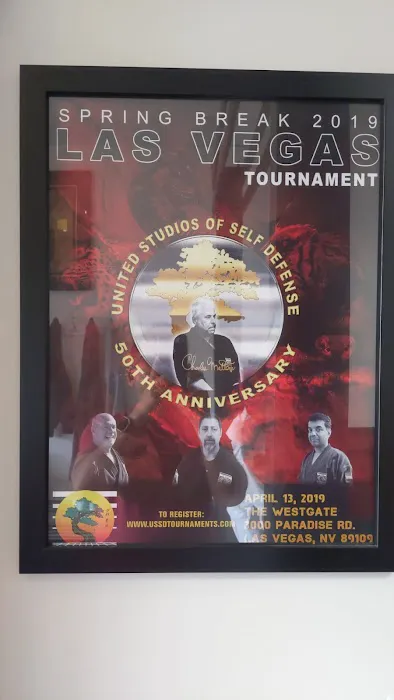 SPRING BREAK 2019
LAS VEGAS
TOURNAMENT
UNITED STUDIOS OF SELF DEFENSE
50TH ANNIVERSARY
APRIL 13, 2019
TO REGISTER:
THE WESTGATE
WWW.USSDTOURNAMENTS.COM
3000 PARADISE RD.
LAS VEGAS, NV 89109